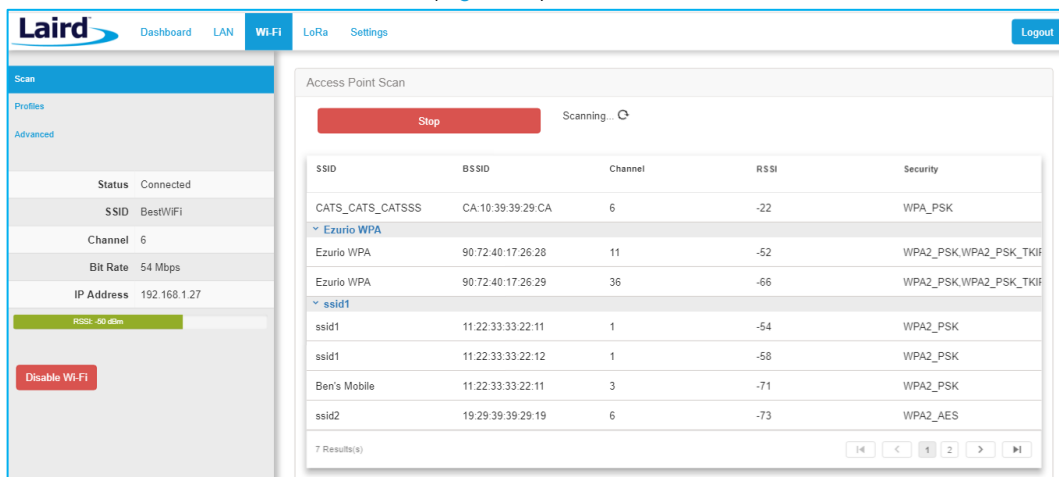 Laird Dashboard LAN Wi-Fi LoRa Settings Logout
Scan
Profiles
Advanced
Status Connected
SSID BestWiFi
Channel 6
Bit Rate 54 Mbps
IP Address 192.168.1.27
RSSI: -50 dBm
Disable Wi-Fi
Access Point Scan
Stop Scanning...
SSID BSSID Channel RSSI Security
CATS_CATS_CATSSS CA:10:39:39:29:CA 6 -22 WPA_PSK
Ezurio WPA
Ezurio WPA 90:72:40:17:26:28 11 -52 WPA2_PSK,WPA2_PSK_TKIP
Ezurio WPA 90:72:40:17:26:29 36 -66 WPA2_PSK,WPA2_PSK_TKIP
ssid1
ssid1 11:22:33:33:22:11 1 -54 WPA2_PSK
ssid1 11:22:33:33:22:12 1 -58 WPA2_PSK
Ben's Mobile 11:22:33:33:22:11 3 -71 WPA2_PSK
ssid2 19:29:39:39:29:19 6 -73 WPA2_AES
7 Results(s) 1 2